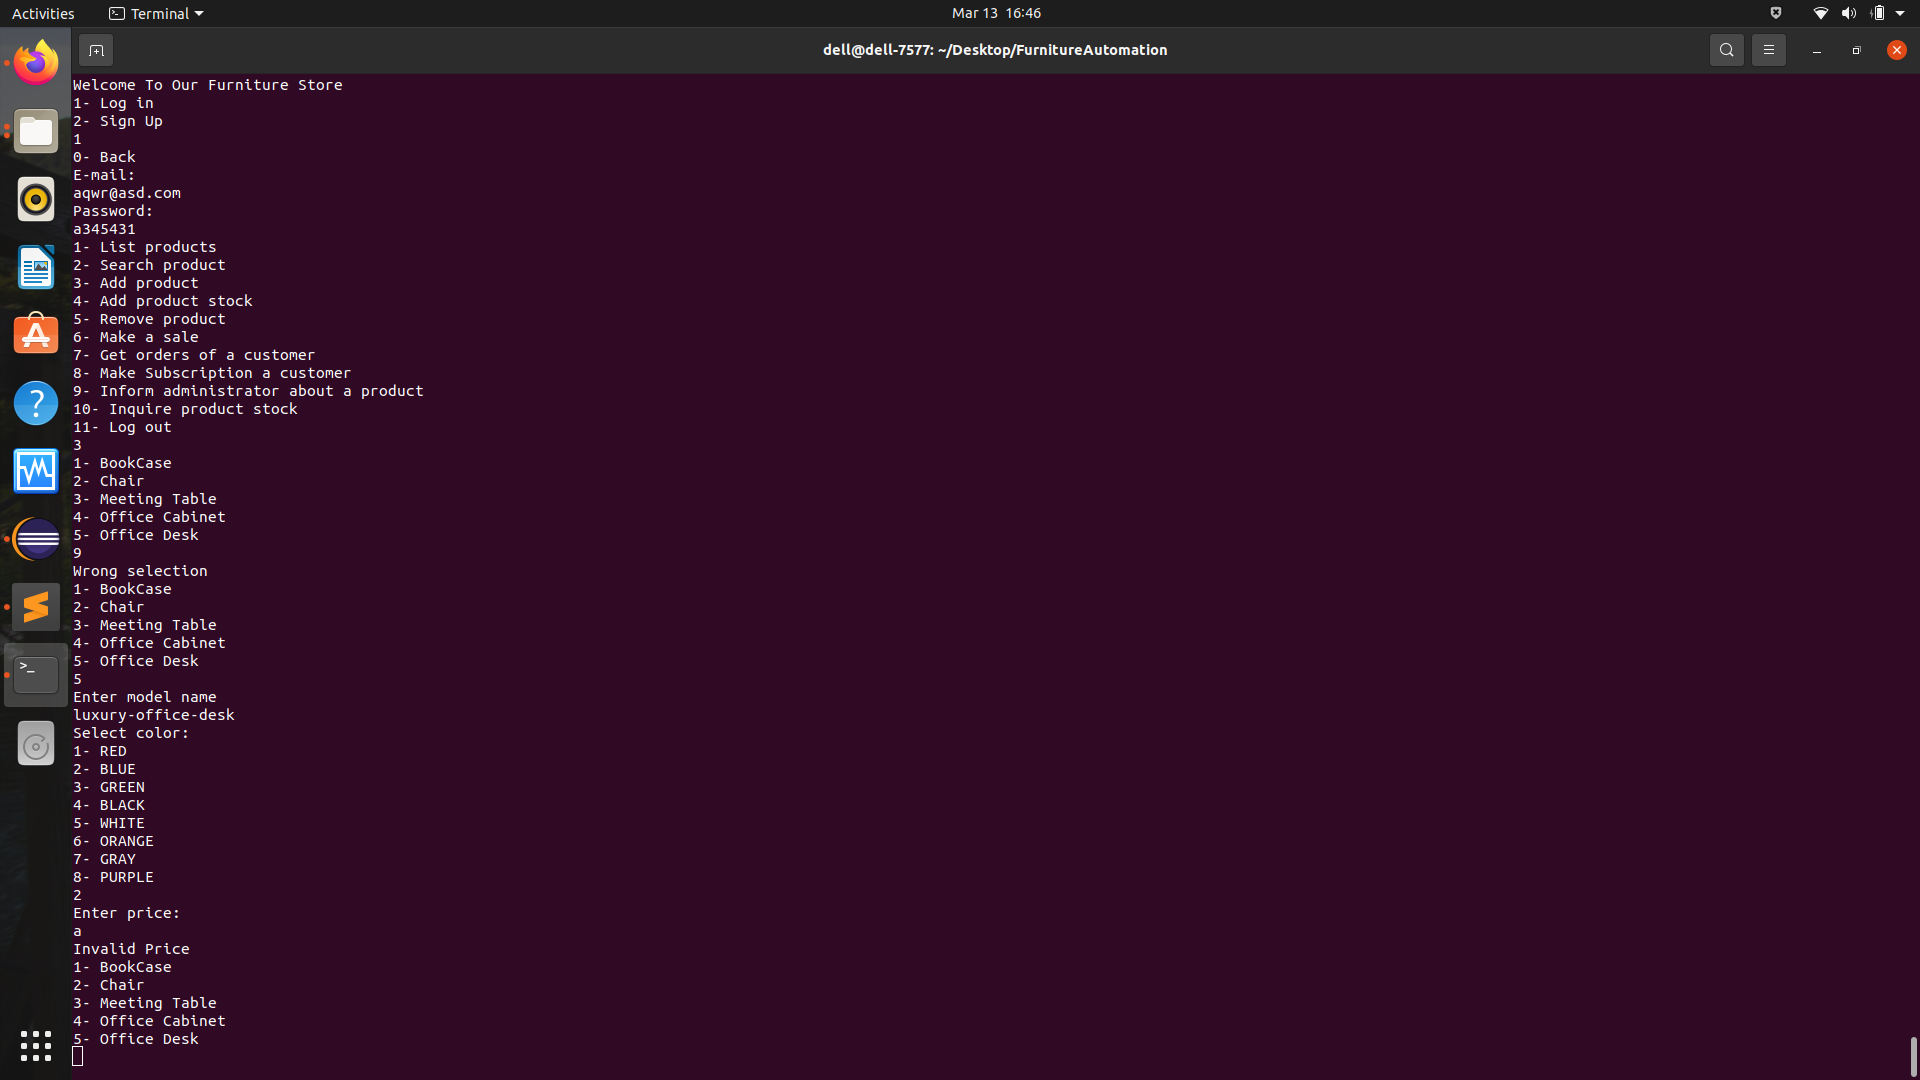 Activities
Terminal
Mar 13 16:46
dell@dell-7577: ~/Desktop/FurnitureAutomation
Welcome To Our Furniture Store
1- Log in
2- Sign Up
1
0- Back
E-mail:
aqwr@asd.com
Password:
a345431
1- List products
2- Search product
3- Add product
4- Add product stock
5- Remove product
6- Make a sale
7- Get orders of a customer
8- Make Subscription a customer
9- Inform administrator about a product
10- Inquire product stock
11- Log out
3
1- BookCase
2- Chair
3- Meeting Table
4- Office Cabinet
5- Office Desk
9
Wrong selection
1- BookCase
2- Chair
3- Meeting Table
4- Office Cabinet
5- Office Desk
5
Enter model name
luxury-office-desk
Select color:
1- RED
2- BLUE
3- GREEN
4- BLACK
5- WHITE
6- ORANGE
7- GRAY
8- PURPLE
2
Enter price:
a
Invalid Price
1- BookCase
2- Chair
3- Meeting Table
4- Office Cabinet
5- Office Desk